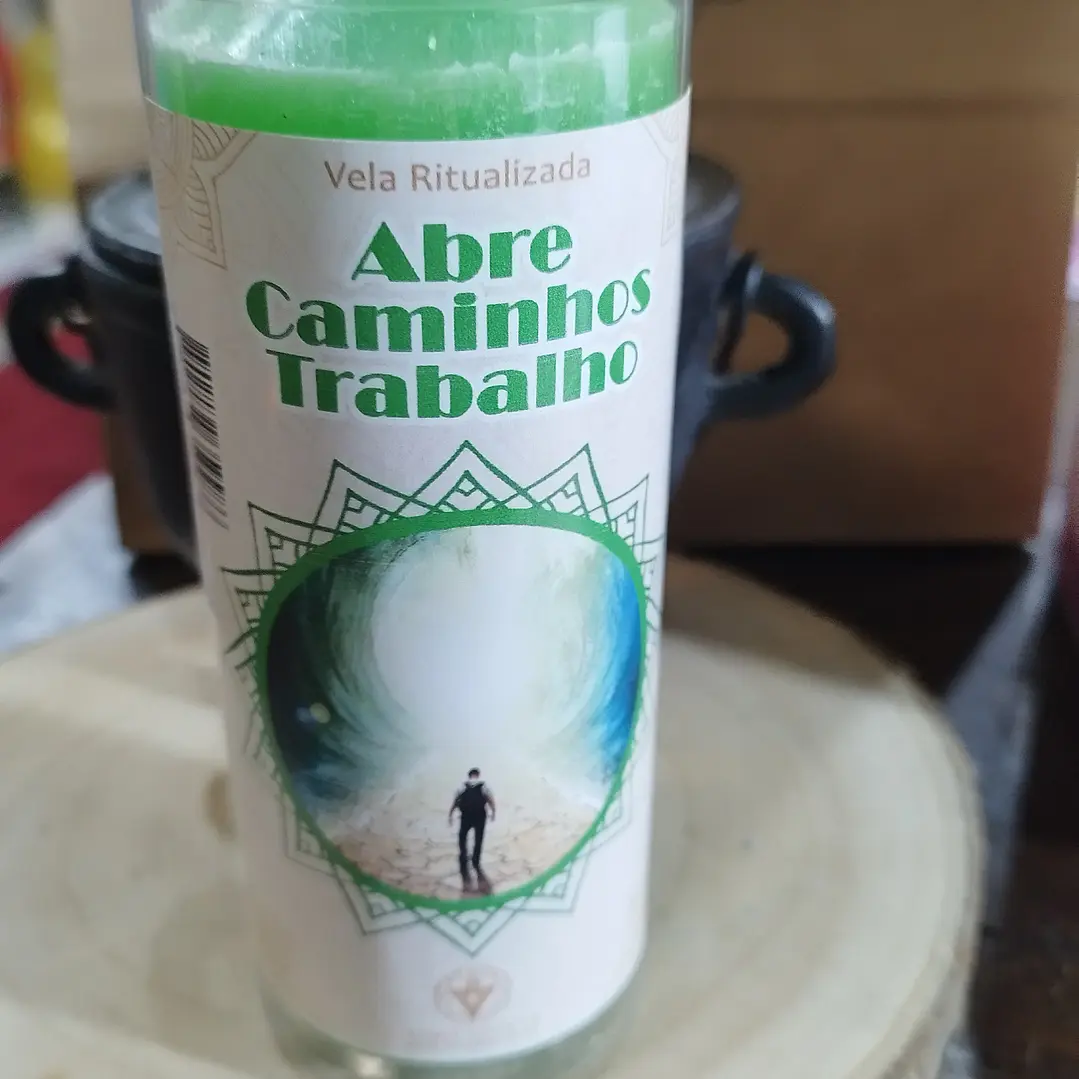 Vela Ritualizada
Abre
Caminhos
Trabalho